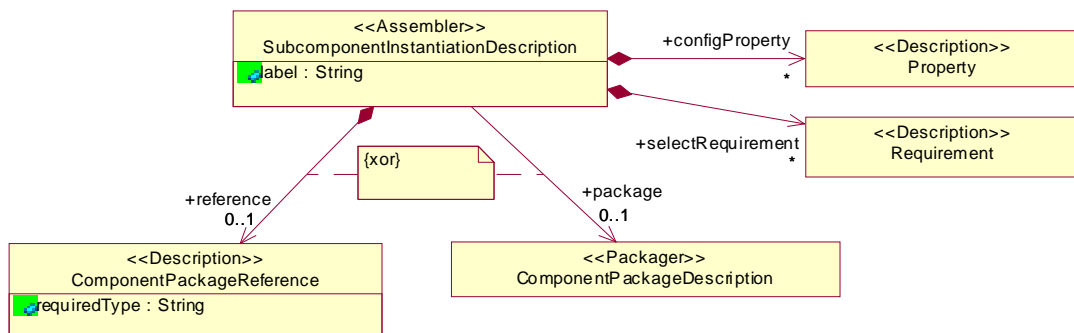 <<Assembler>>
SubcomponentInstantiationDescription
label : String
+configProperty
*
<<Description>>
Property
+selectRequirement
*
<<Description>>
Requirement
{xor}
+reference
0..1
+package
0..1
<<Description>>
ComponentPackageReference
requiredType : String
<<Packager>>
ComponentPackageDescription